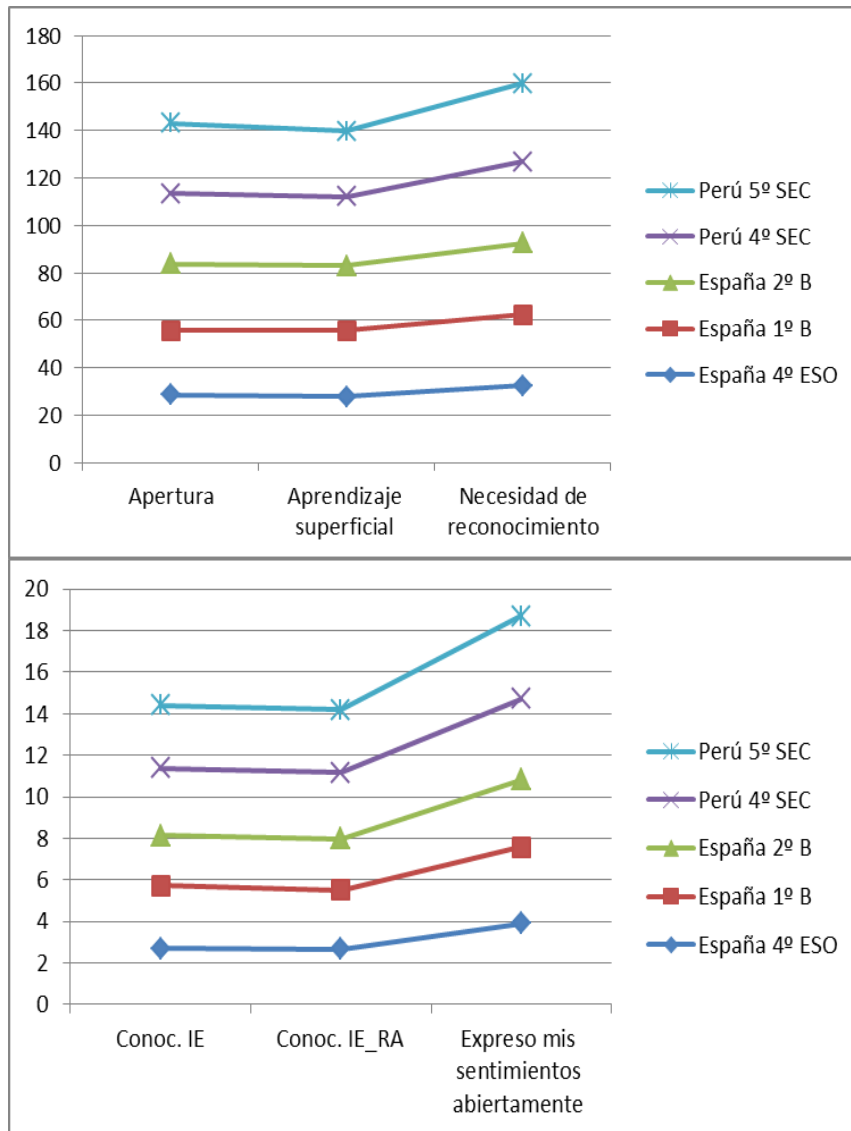 180
160
140
120
100
80
60
40
20
0
Apertura
Aprendizaje
superficial
Necesidad de
reconocimiento
Perú 5º SEC
Perú 4º SEC
España 2º B
España 1º B
España 4º ESO
20
18
16
14
12
10
8
6
4
2
0
Conoc. IE
Conoc. IE_RA
Expreso mis
sentimientos
abiertamente
Perú 5º SEC
Perú 4º SEC
España 2º B
España 1º B
España 4º ESO